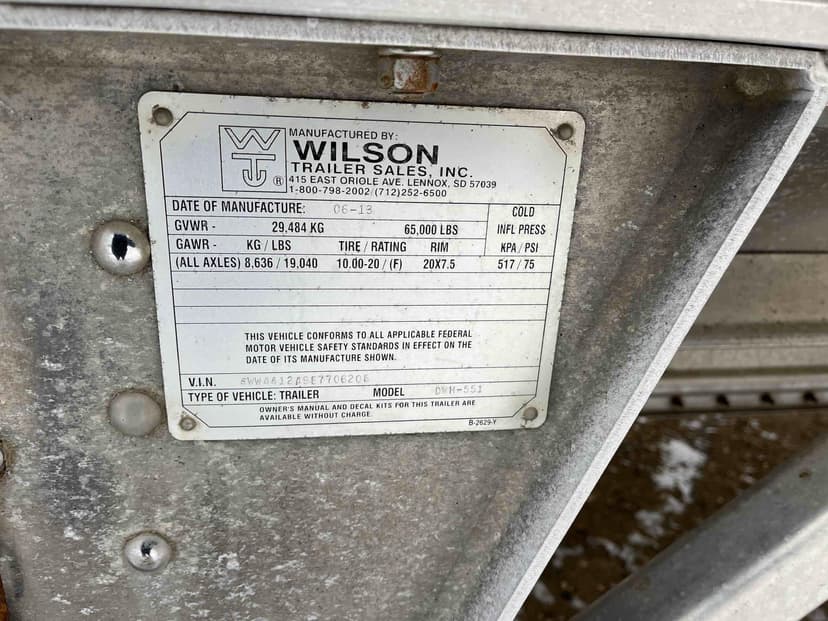 WT
®
MANUFACTURED BY:
WILSON
TRAILER SALES, INC.
415 EAST ORIOLE AVE. LENNOX, SD 57039
1-800-798-2002 (712)252-6500
DATE OF MANUFACTURE: 06-13
COLD
INFL PRESS
KPA / PSI
GVWR - 29,484 KG 65,000 LBS
GAWR - KG / LBS TIRE / RATING RIM
(ALL AXLES) 8,636 / 19,040 10.00-20 / (F) 20X7.5 517 / 75
THIS VEHICLE CONFORMS TO ALL APPLICABLE FEDERAL
MOTOR VEHICLE SAFETY STANDARDS IN EFFECT ON THE
DATE OF ITS MANUFACTURE SHOWN.
V.I.N.
TYPE OF VEHICLE: TRAILER MODEL DWH-551
OWNER'S MANUAL AND DECAL KITS FOR THIS TRAILER ARE
AVAILABLE WITHOUT CHARGE.
B-2629-Y